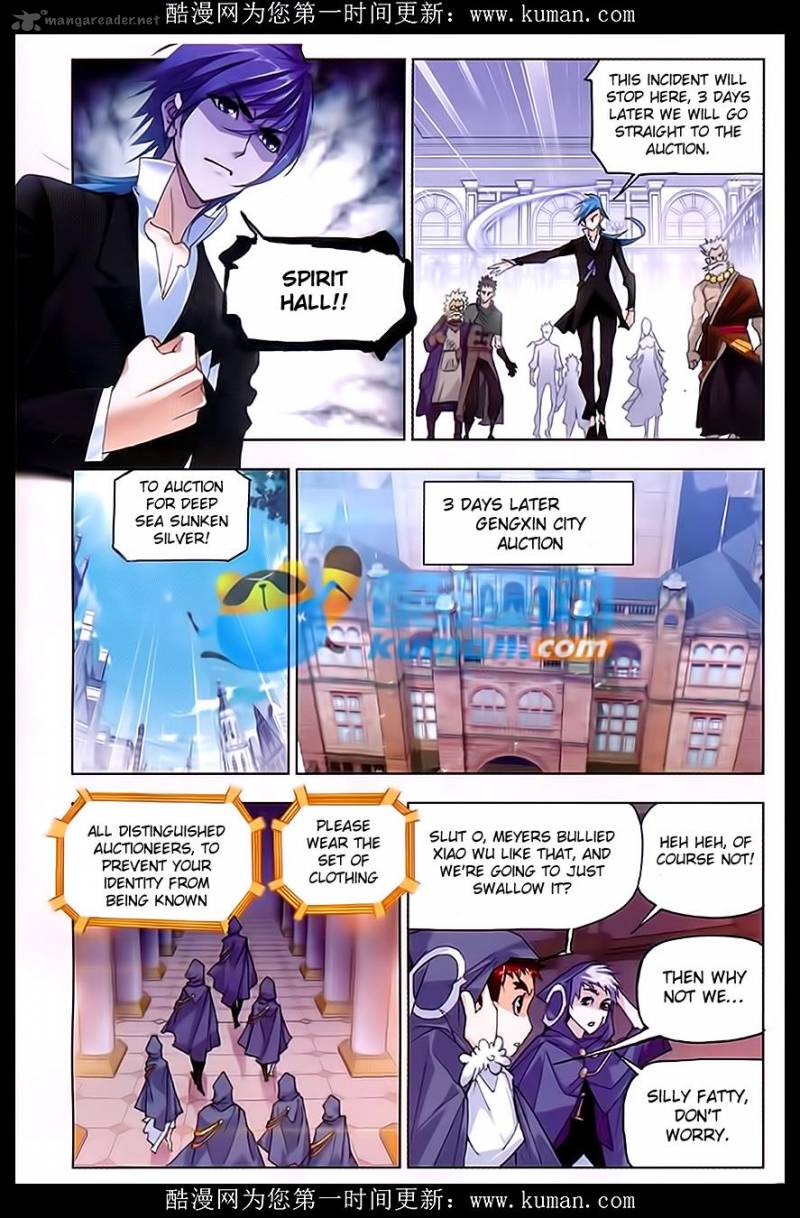 mangareader.net
酷漫网为您第一时间更新：www.kuman.com
THIS INCIDENT WILL
STOP HERE, 3 DAYS
LATER WE WILL GO
STRAIGHT TO THE
AUCTION.
SPIRIT
HALL!!
TO AUCTION
FOR DEEP
SEA SUNKEN
SILVER!
3 DAYS LATER
GENGXIN CITY
AUCTION
K
kuman.com
ALL DISTINGUISHED
AUCTIONEERS, TO
PREVENT YOUR
IDENTITY FROM
BEING KNOWN
PLEASE
WEAR THE
SET OF
CLOTHING
SLUT O, MEYERS BULLIED
XIAO WU LIKE THAT, AND
WE'RE GOING TO JUST
SWALLOW IT?
HEH HEH, OF
COURSE NOT!
THEN WHY
NOT WE...
SILLY FATTY,
DON'T
WORRY.
酷漫网为您第一时间更新：www.kuman.com